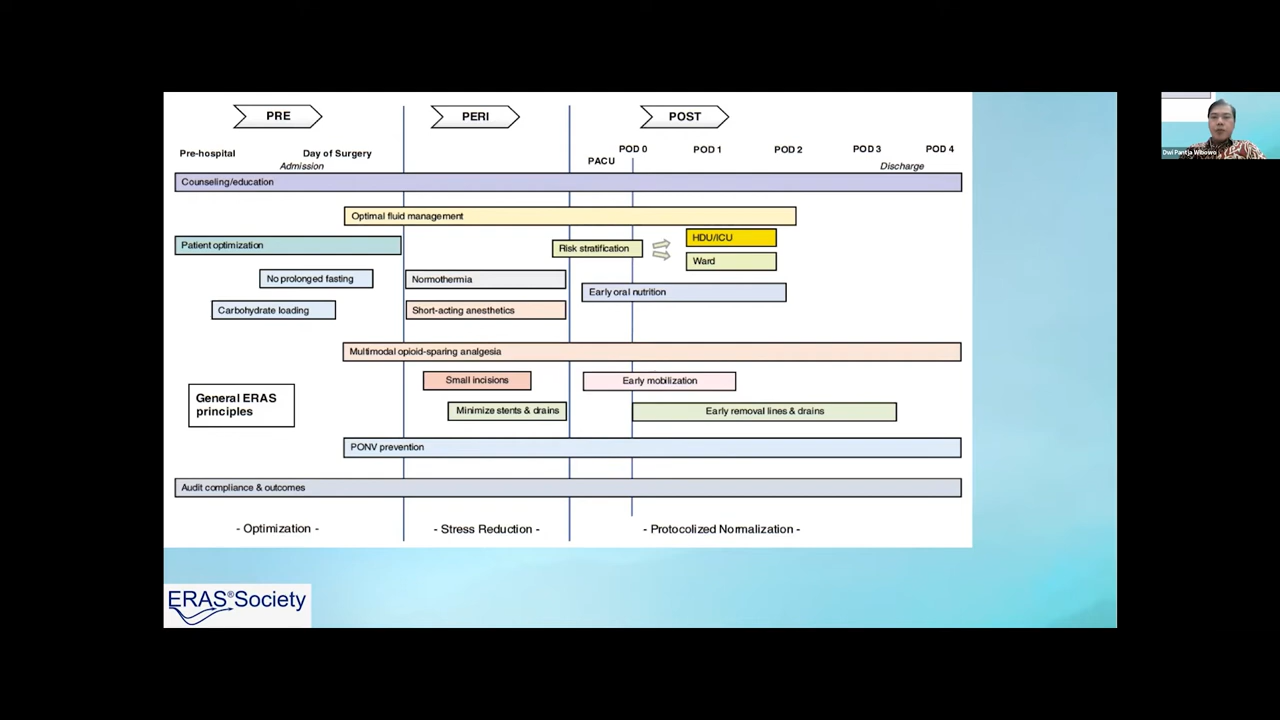 PRE
PERI
POST
Pre-hospital
Day of Surgery
Admission
PACU
POD 0
POD 1
POD 2
POD 3
POD 4
Discharge
Counseling/education
Optimal fluid management
Patient optimization
Risk stratification
HDU/ICU
Ward
No prolonged fasting
Normothermia
Early oral nutrition
Carbohydrate loading
Short-acting anesthetics
Multimodal opioid-sparing analgesia
Small incisions
Early mobilization
General ERAS
principles
Minimize stents & drains
Early removal lines & drains
PONV prevention
Audit compliance & outcomes
- Optimization -
- Stress Reduction -
- Protocolized Normalization -
ERAS®Society
Dwi Pantja Wibowo